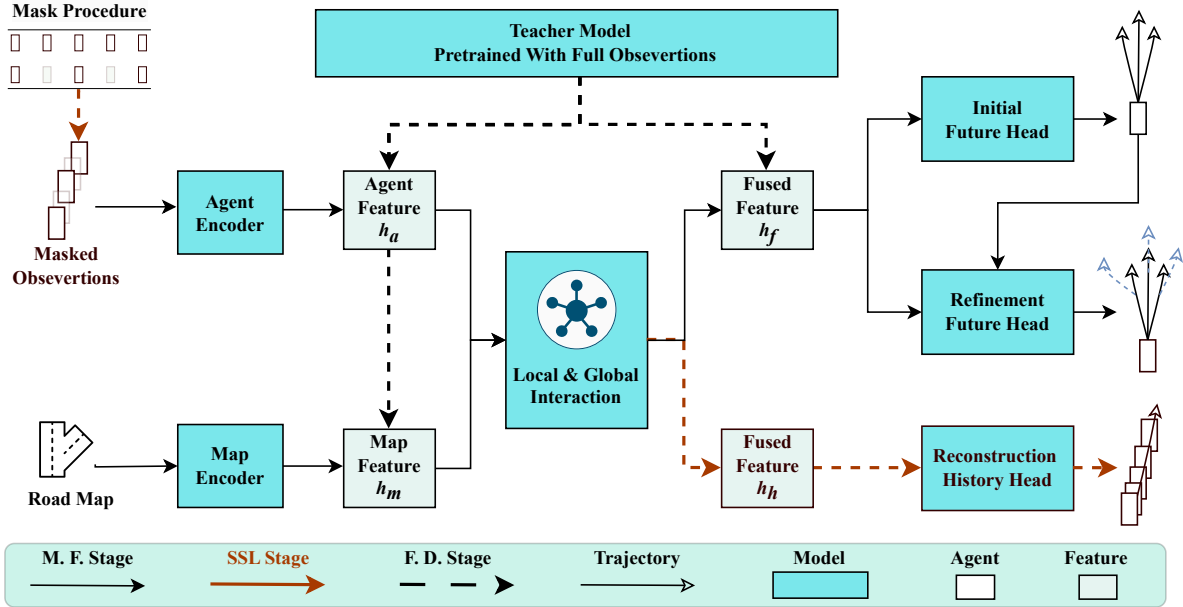 Mask Procedure
Teacher Model
Pretrained With Full Obsevertions
Initial
Future Head
Agent
Encoder
Agent
Feature
h_a
Fused
Feature
h_f
Masked
Obsevertions
Refinement
Future Head
Local & Global
Interaction
Map
Encoder
Map
Feature
h_m
Fused
Feature
h_h
Reconstruction
History Head
Road Map
M. F. Stage
SSL Stage
F. D. Stage
Trajectory
Model
Agent
Feature